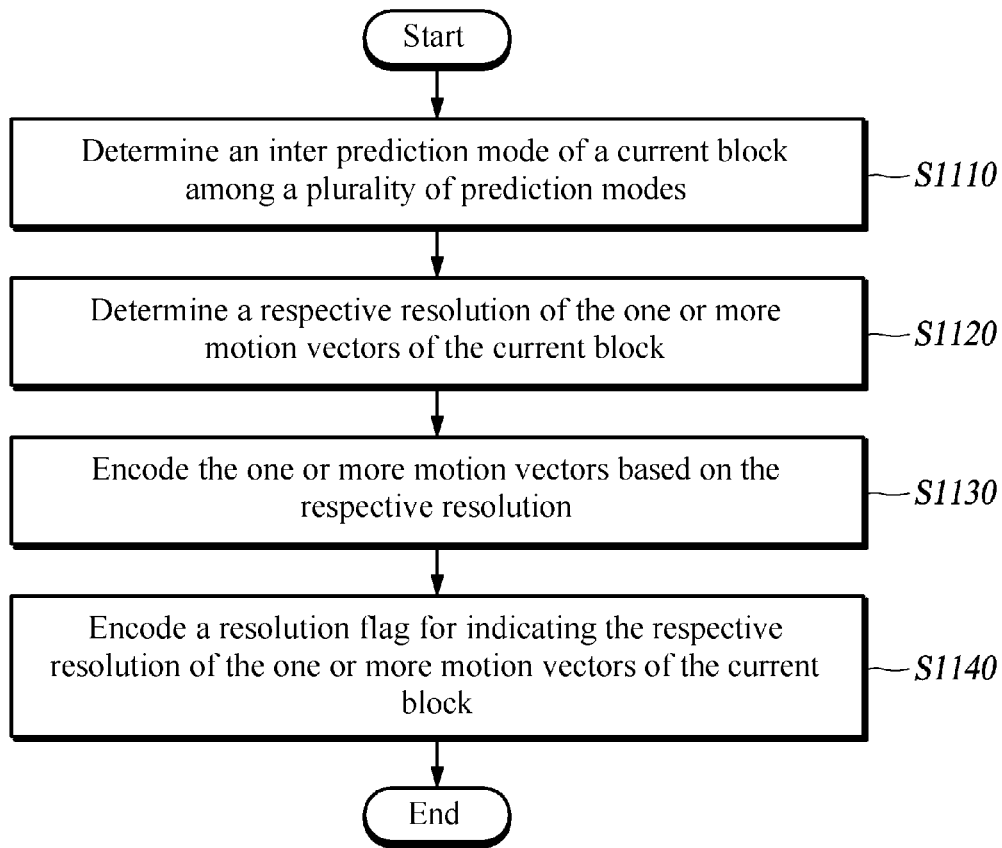 Start
Determine an inter prediction mode of a current block
among a plurality of prediction modes
S1110
Determine a respective resolution of the one or more
motion vectors of the current block
S1120
Encode the one or more motion vectors based on the
respective resolution
S1130
Encode a resolution flag for indicating the respective
resolution of the one or more motion vectors of the current
block
S1140
End